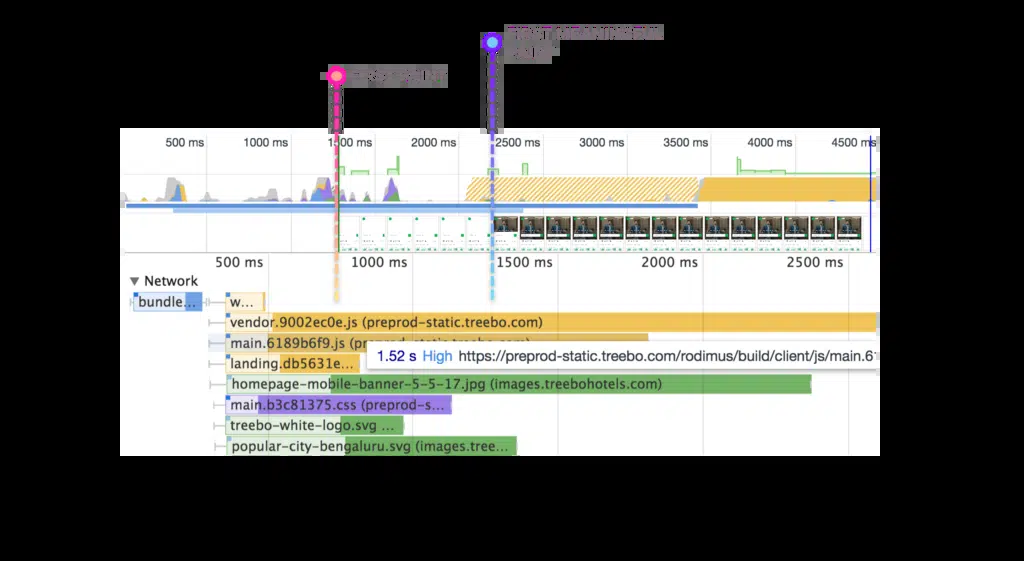 500 ms 1000 ms 1500 ms 2000 ms 2500 ms 3000 ms 3500 ms 4000 ms 4500 ms
500 ms 1000 ms 1500 ms 2000 ms 2500 ms
▼ Network
bundle... w...
vendor.9002ec0e.js (preprod-static.treebo.com)
main.6189b6f9.js (preprod-static.treebo.com)
1.52 s High https://preprod-static.treebo.com/rodimus/build/client/js/main.6
landing.db5631e...
homepage-mobile-banner-5-5-17.jpg (images.treebohotels.com)
main.b3c81375.css (preprod-s...
treebo-white-logo.svg ...
popular-city-bengaluru.svg (images.tree...